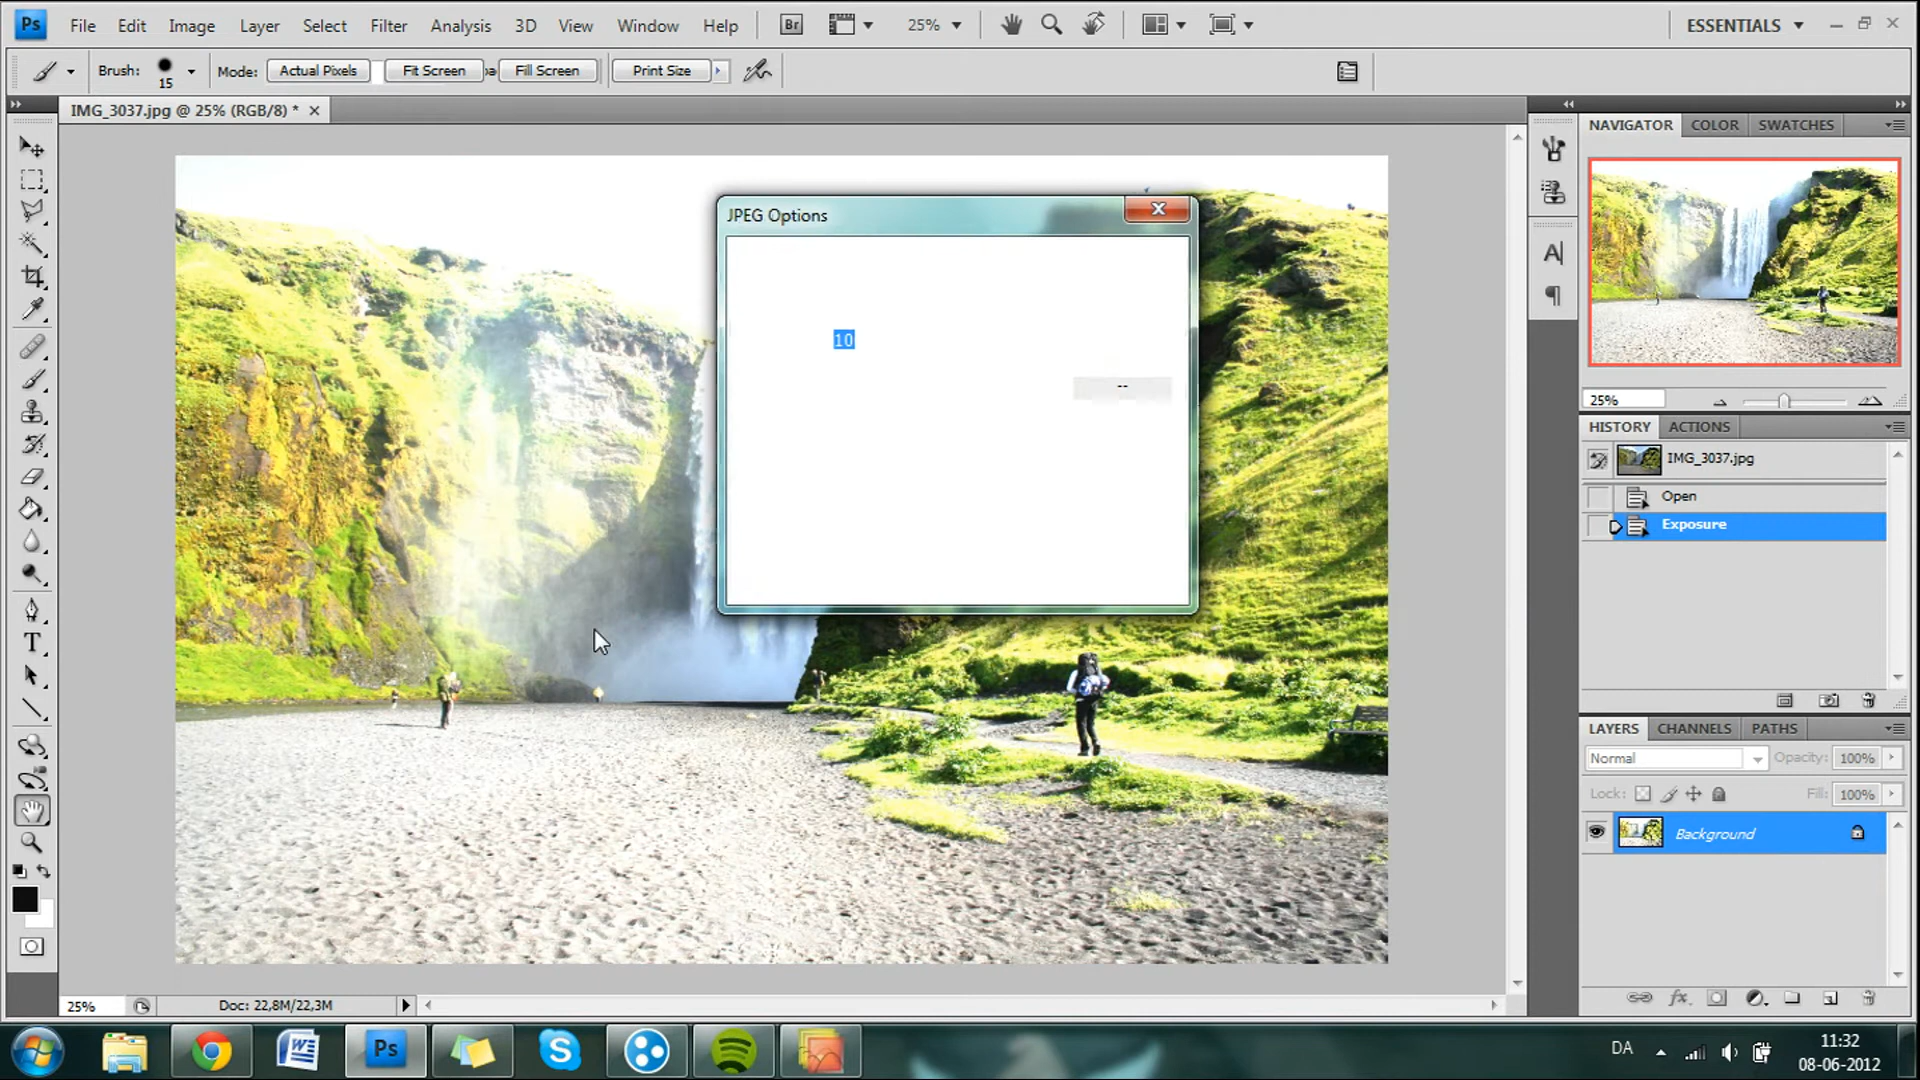 Ps File Edit Image Layer Select Filter Analysis 3D View Window Help Br 25% ESSENTIALS
Brush: 15 Mode: Actual Pixels Fit Screen Fill Screen Print Size
IMG_3037.jpg @ 25% (RGB/8) *
NAVIGATOR COLOR SWATCHES
JPEG Options
10
--
25%
HISTORY ACTIONS
IMG_3037.jpg
Open
Exposure
LAYERS CHANNELS PATHS
Normal Opacity: 100%
Lock: Fill: 100%
Background
25% Doc: 22,8M/22,3M
Ps
DA
11:32
08-06-2012